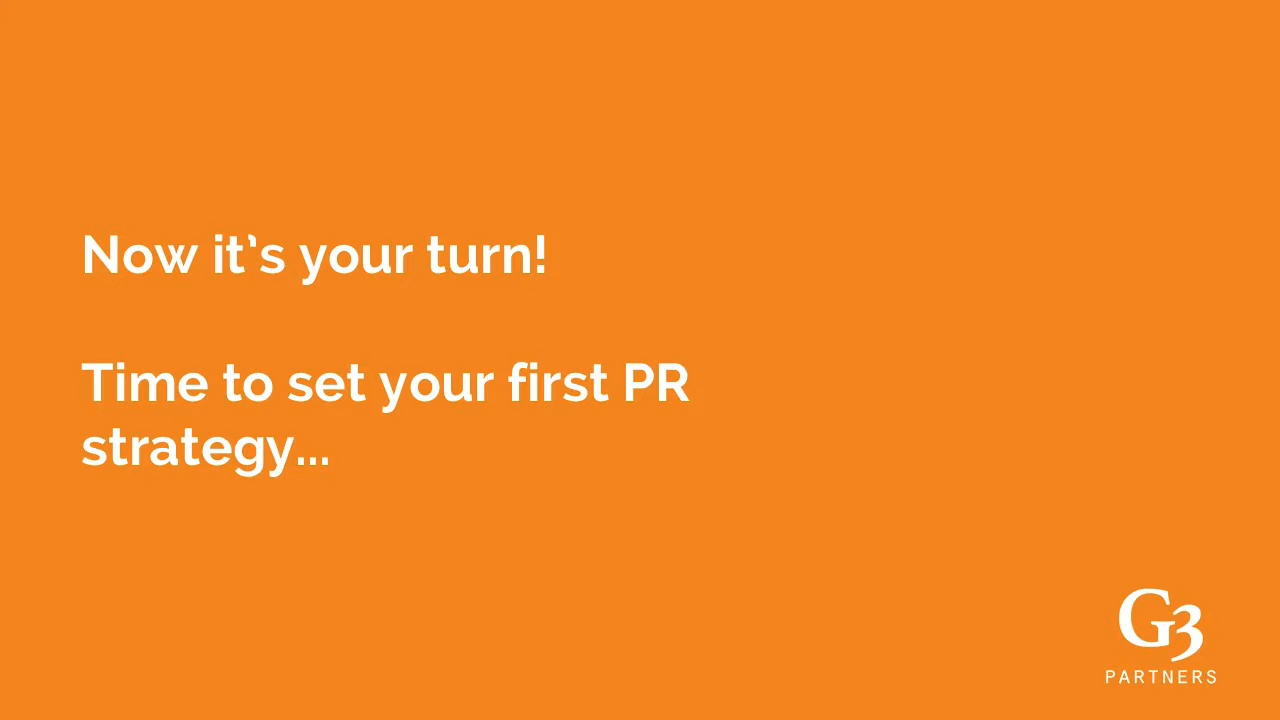 Now it’s your turn!
Time to set your first PR
strategy...
G3
PARTNERS